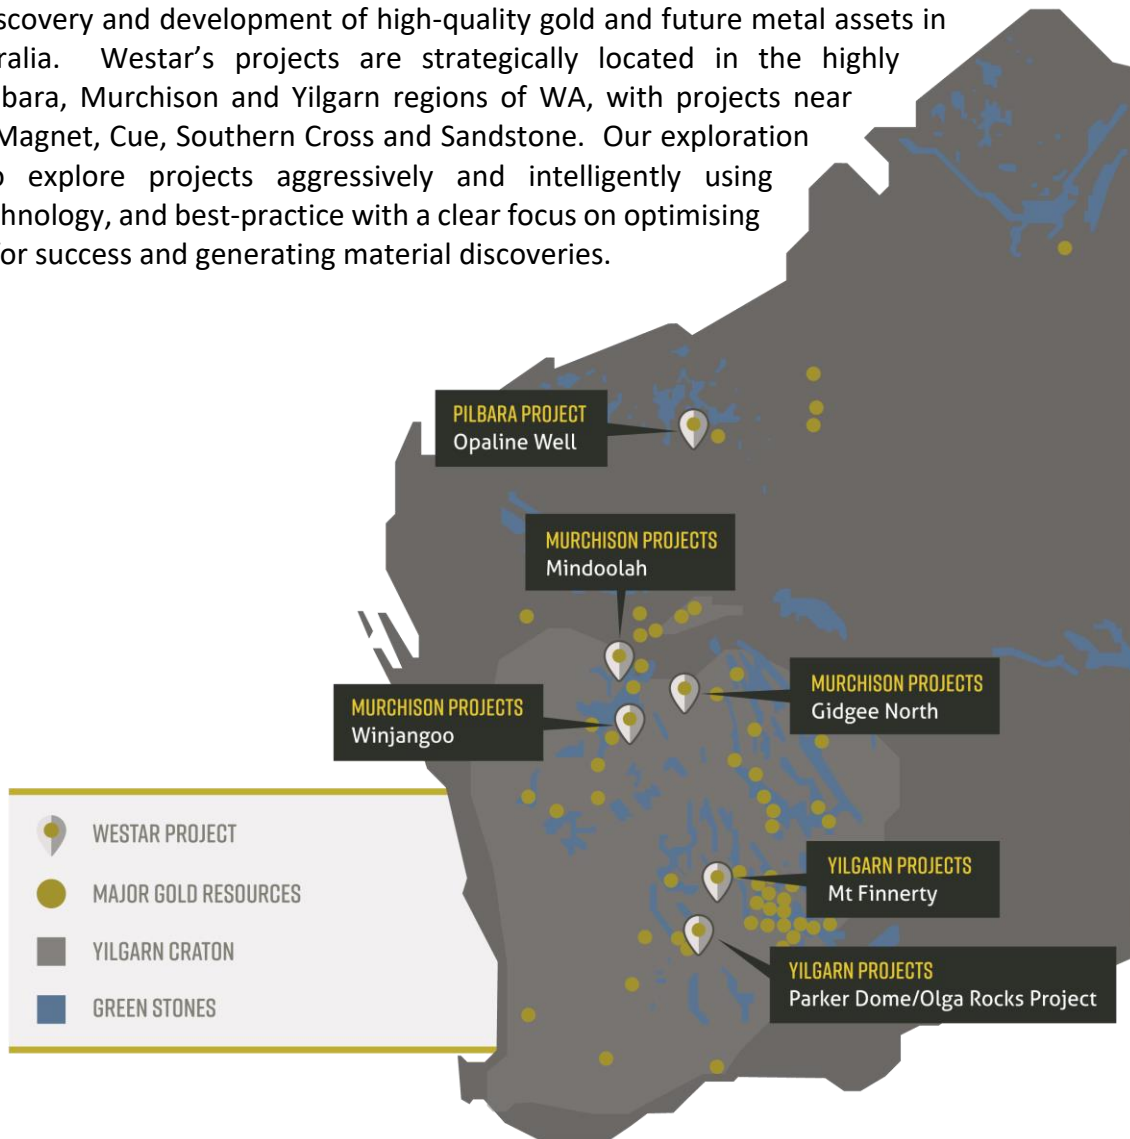 scovery and development of high-quality gold and future metal assets in
ralia. Westar's projects are strategically located in the highly
bara, Murchison and Yilgarn regions of WA, with projects near
Magnet, Cue, Southern Cross and Sandstone. Our exploration
explore projects aggressively and intelligently using
hnology, and best-practice with a clear focus on optimising
or success and generating material discoveries.
PILBARA PROJECT
Opaline Well
MURCHISON PROJECTS
Mindoolah
MURCHISON PROJECTS
Gidgee North
MURCHISON PROJECTS
Winjangoo
WESTAR PROJECT
MAJOR GOLD RESOURCES
YILGARN CRATON
GREEN STONES
YILGARN PROJECTS
Mt Finnerty
YILGARN PROJECTS
Parker Dome/Olga Rocks Project